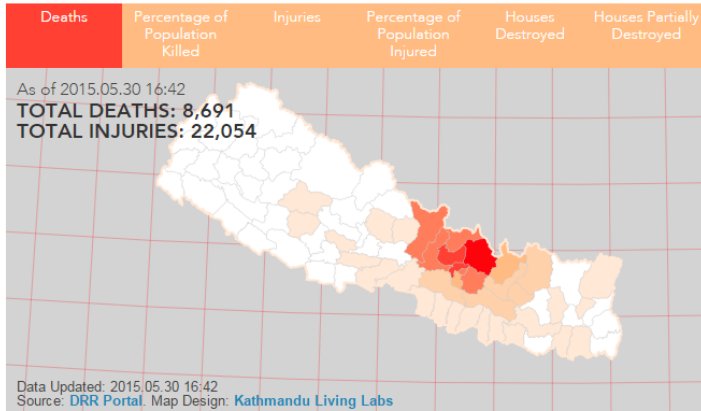 Deaths
Percentage of
Population
Killed
Injuries
Percentage of
Population
Injured
Houses
Destroyed
Houses Partially
Destroyed
As of 2015.05.30 16:42
TOTAL DEATHS: 8,691
TOTAL INJURIES: 22,054
Data Updated: 2015.05.30 16:42
Source: DRR Portal. Map Design: Kathmandu Living Labs